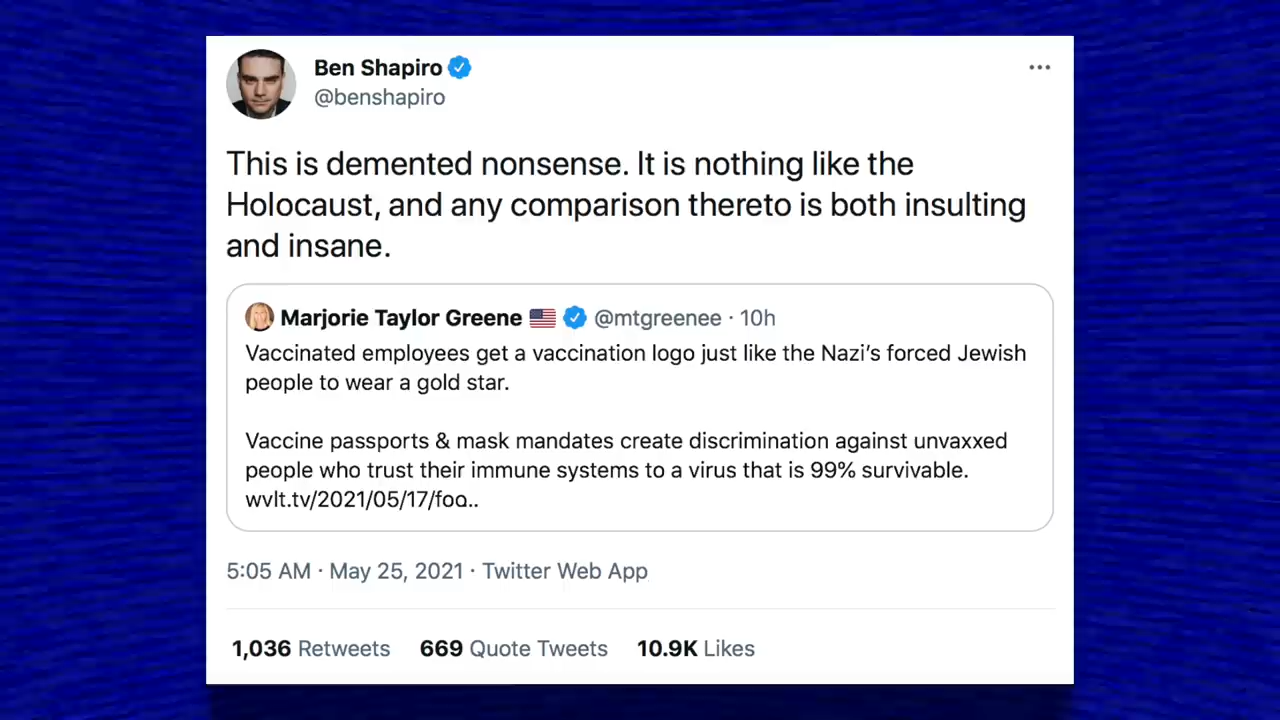 Ben Shapiro
@benshapiro
This is demented nonsense. It is nothing like the
Holocaust, and any comparison thereto is both insulting
and insane.
Marjorie Taylor Greene 🇺🇸 @mtgreenee · 10h
Vaccinated employees get a vaccination logo just like the Nazi's forced Jewish
people to wear a gold star.
Vaccine passports & mask mandates create discrimination against unvaxxed
people who trust their immune systems to a virus that is 99% survivable.
wvlt.tv/2021/05/17/foo..
5:05 AM · May 25, 2021 · Twitter Web App
1,036 Retweets 669 Quote Tweets 10.9K Likes